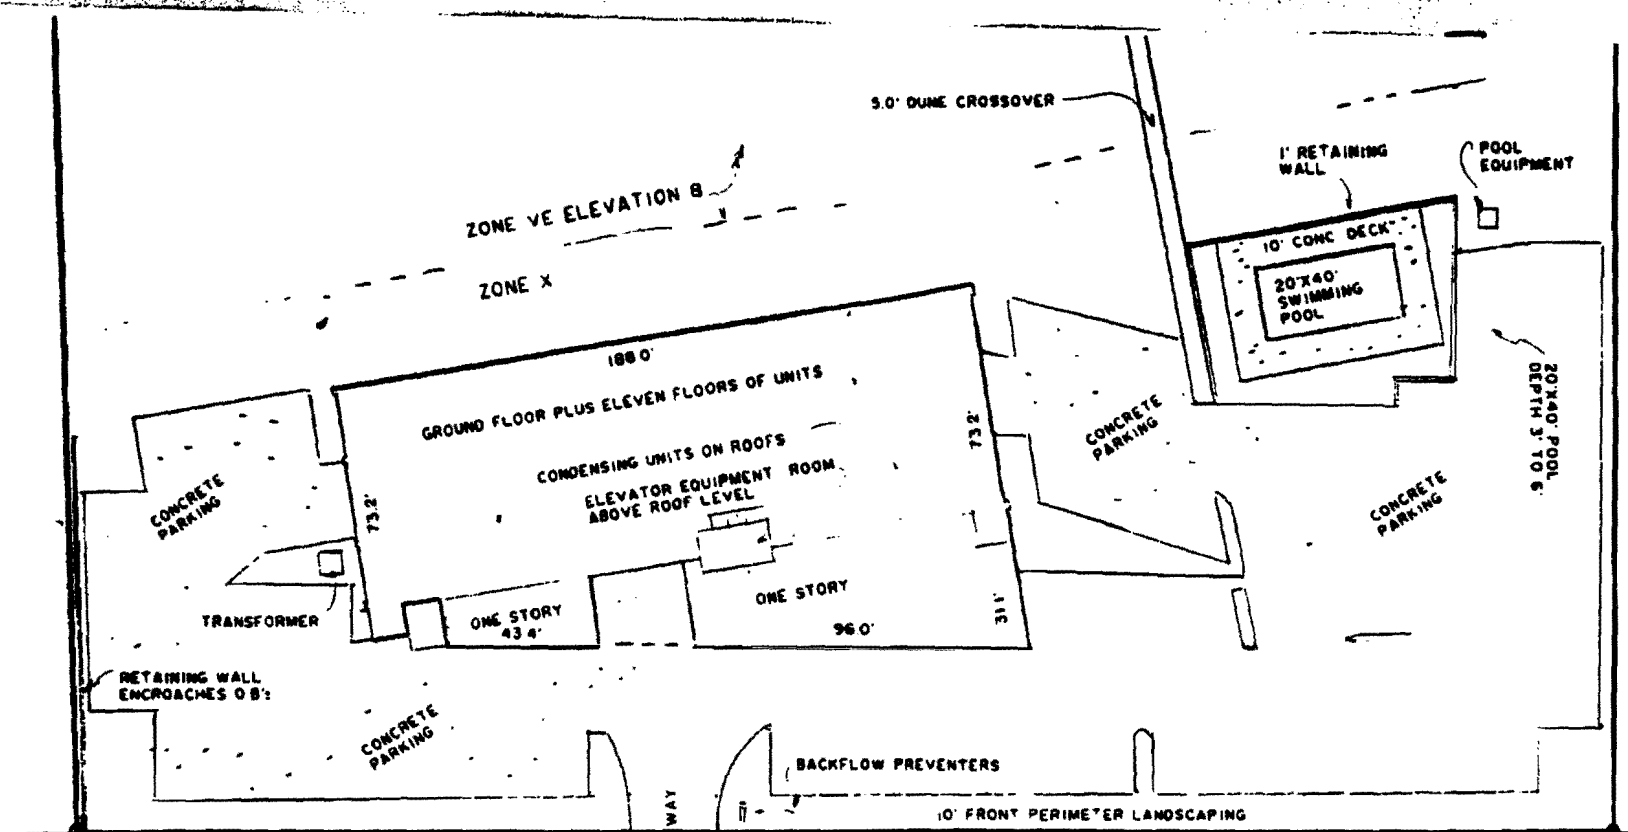 5.0' DUNE CROSSOVER
1' RETAINING
WALL
POOL
EQUIPMENT
ZONE VE ELEVATION 8
ZONE X
10' CONC DECK
20'X40'
SWIMMING
POOL
188 0'
GROUND FLOOR PLUS ELEVEN FLOORS OF UNITS
CONDENSING UNITS ON ROOFS
ELEVATOR EQUIPMENT ROOM
ABOVE ROOF LEVEL
73.2'
73 2'
CONCRETE
PARKING
CONCRETE
PARKING
CONCRETE
PARKING
20'X40' POOL
DEPTH 3' TO 6'
TRANSFORMER
ONE STORY
43 4'
ONE STORY
96.0'
31 1'
RETAINING WALL
ENCROACHES 0 8'±
CONCRETE
PARKING
BACKFLOW PREVENTERS
WAY
10' FRONT PERIMETER LANDSCAPING